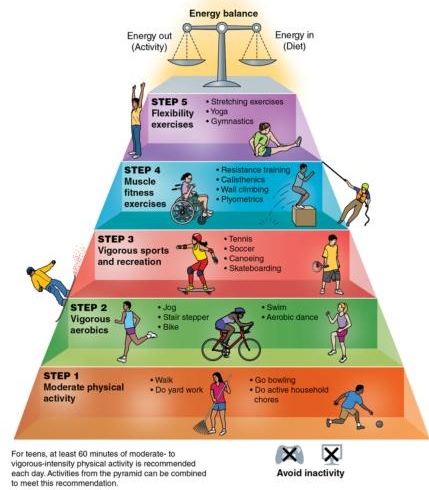 Energy balance
Energy out
(Activity)
Energy in
(Diet)
STEP 5
Flexibility
exercises
• Stretching exercises
• Yoga
• Gymnastics
STEP 4
Muscle
fitness
exercises
• Resistance training
• Calisthenics
• Wall climbing
• Plyometrics
STEP 3
Vigorous sports
and recreation
• Tennis
• Soccer
• Canoeing
• Skateboarding
STEP 2
Vigorous
aerobics
• Jog
• Stair stepper
• Bike
• Swim
• Aerobic dance
STEP 1
Moderate physical
activity
• Walk
• Do yard work
• Go bowling
• Do active household
chores
For teens, at least 60 minutes of moderate- to
vigorous-intensity physical activity is recommended
each day. Activities from the pyramid can be combined
to meet this recommendation.
Avoid inactivity